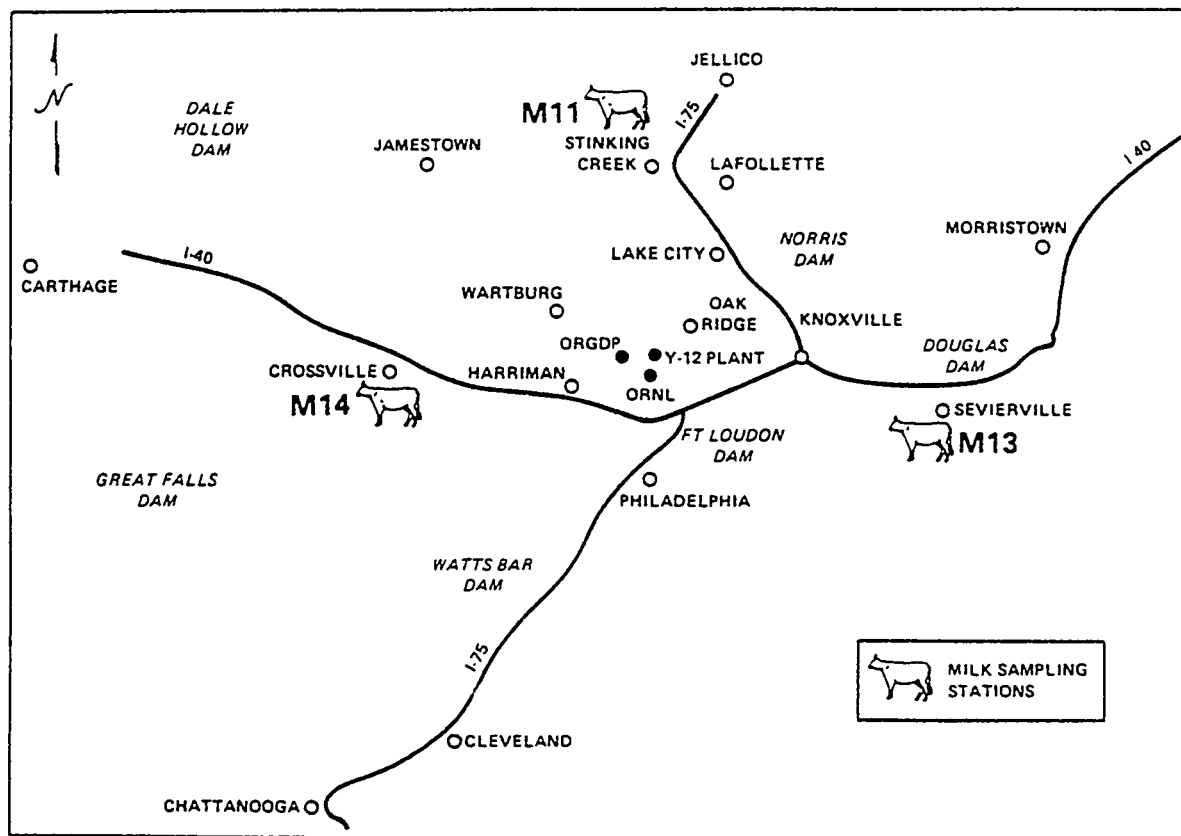 N
JELLICO
M11
I-75
DALE
HOLLOW
DAM
JAMESTOWN
STINKING
CREEK
LAFOLLETTE
I 40
MORRISTOWN
NORRIS
DAM
LAKE CITY
I-40
CARTHAGE
WARTBURG
OAK
RIDGE
KNOXVILLE
ORGDP
Y-12 PLANT
DOUGLAS
DAM
CROSSVILLE
HARRIMAN
ORNL
M14
SEVIERVILLE
M13
FT LOUDON
DAM
GREAT FALLS
DAM
PHILADELPHIA
WATTS BAR
DAM
I-75
MILK SAMPLING
STATIONS
CLEVELAND
CHATTANOOGA